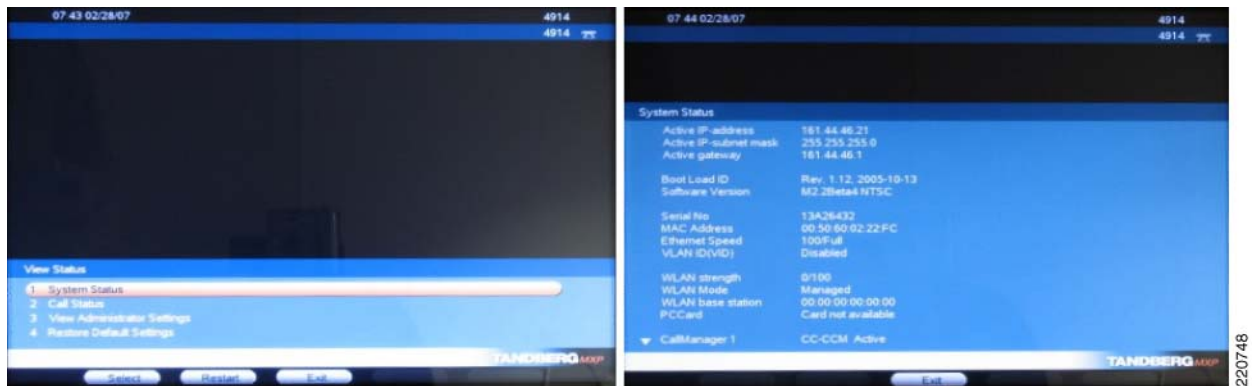 07 43 02/28/07 4914
4914
View Status
1 System Status
2 Call Status
3 View Administrator Settings
4 Restore Default Settings
TANDBERG MXP
Select Restart Exit
07 44 02/28/07 4914
4914
System Status
Active IP-address 161.44.46.21
Active IP-subnet mask 255.255.255.0
Active gateway 161.44.46.1
Boot Load ID Rev. 1.12, 2005-10-13
Software Version M2.2Beta4 NTSC
Serial No 13A26432
MAC Address 00:50:60:02:22:FC
Ethernet Speed 100/Full
VLAN ID(VID) Disabled
WLAN strength 0/100
WLAN Mode Managed
WLAN base station 00:00:00:00:00:00
PCCard Card not available
CallManager 1 CC-CCM Active
TANDBERG MXP
Exit
220748